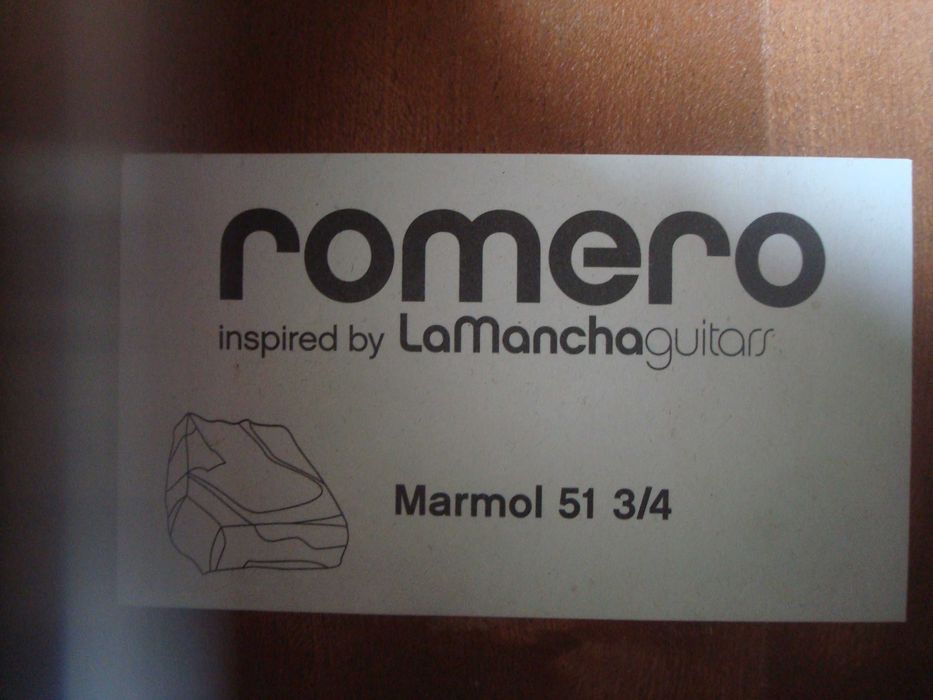 romero
inspired by LaManchaguitars
Marmol 51 3/4